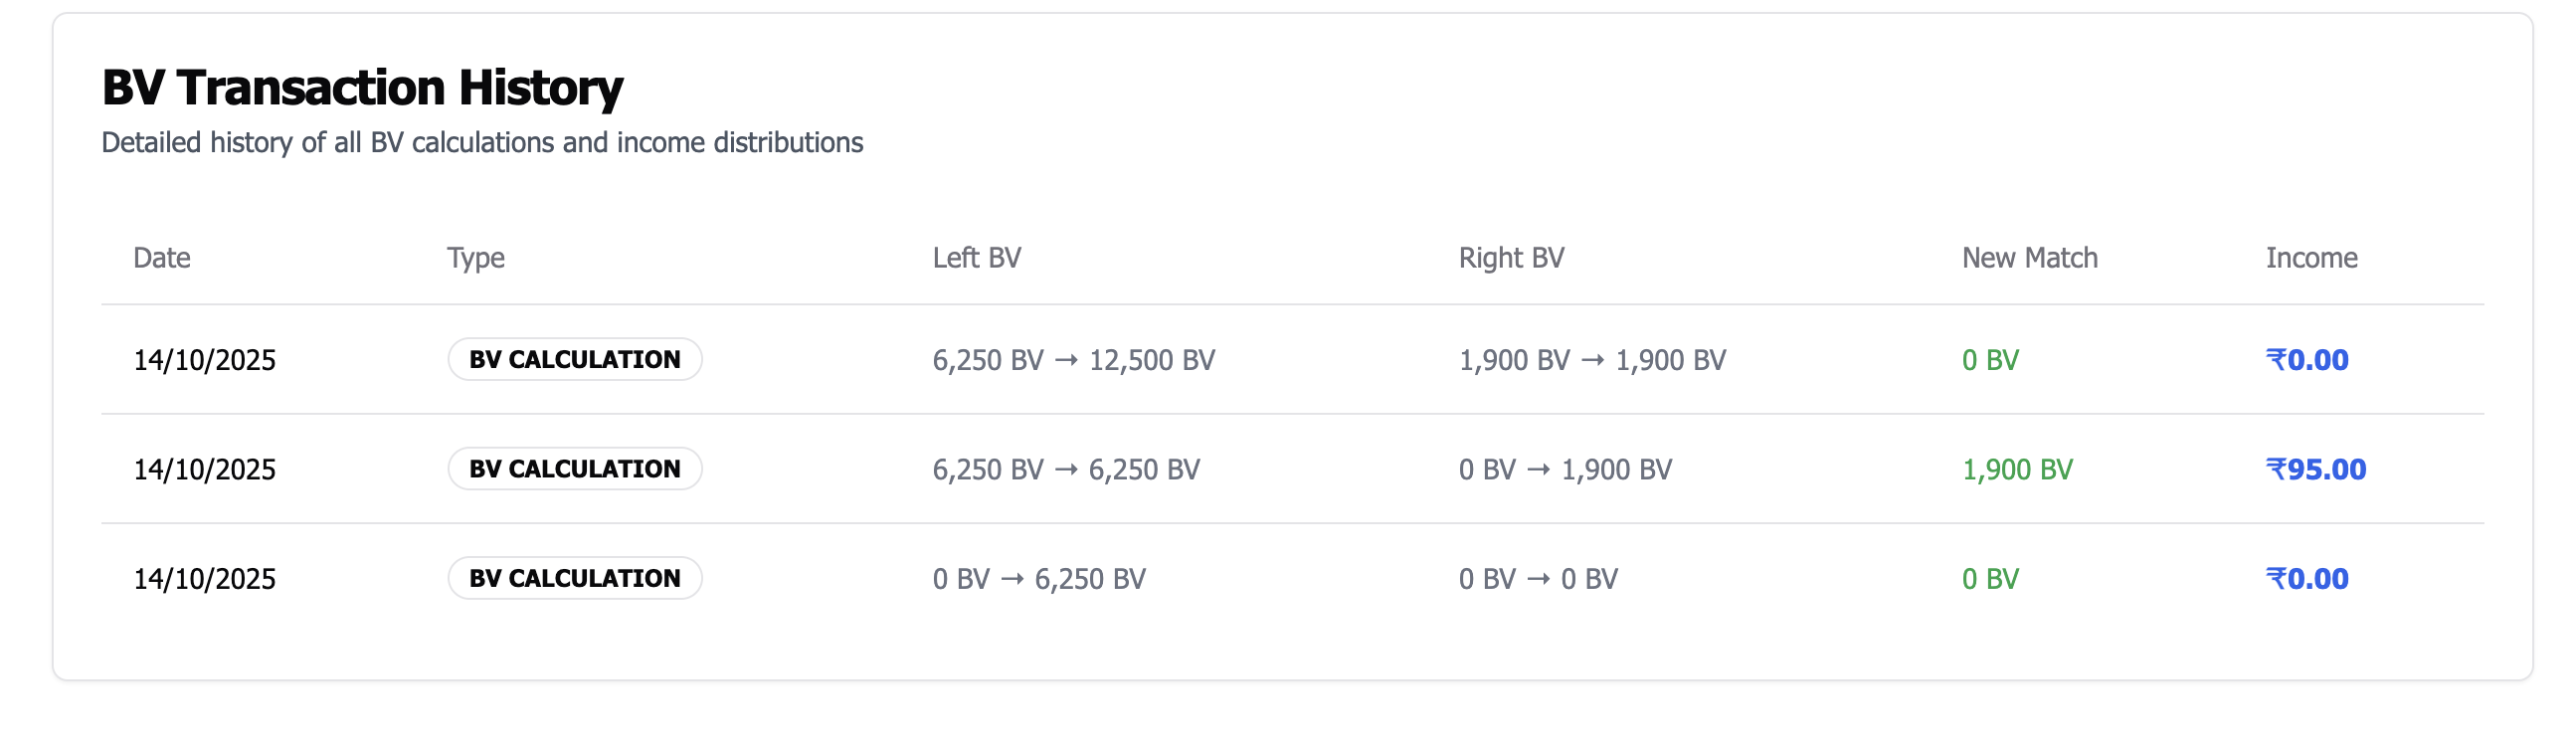 BV Transaction History
Detailed history of all BV calculations and income distributions
Date Type Left BV Right BV New Match Income
14/10/2025 BV CALCULATION 6,250 BV → 12,500 BV 1,900 BV → 1,900 BV 0 BV ₹0.00
14/10/2025 BV CALCULATION 6,250 BV → 6,250 BV 0 BV → 1,900 BV 1,900 BV ₹95.00
14/10/2025 BV CALCULATION 0 BV → 6,250 BV 0 BV → 0 BV 0 BV ₹0.00